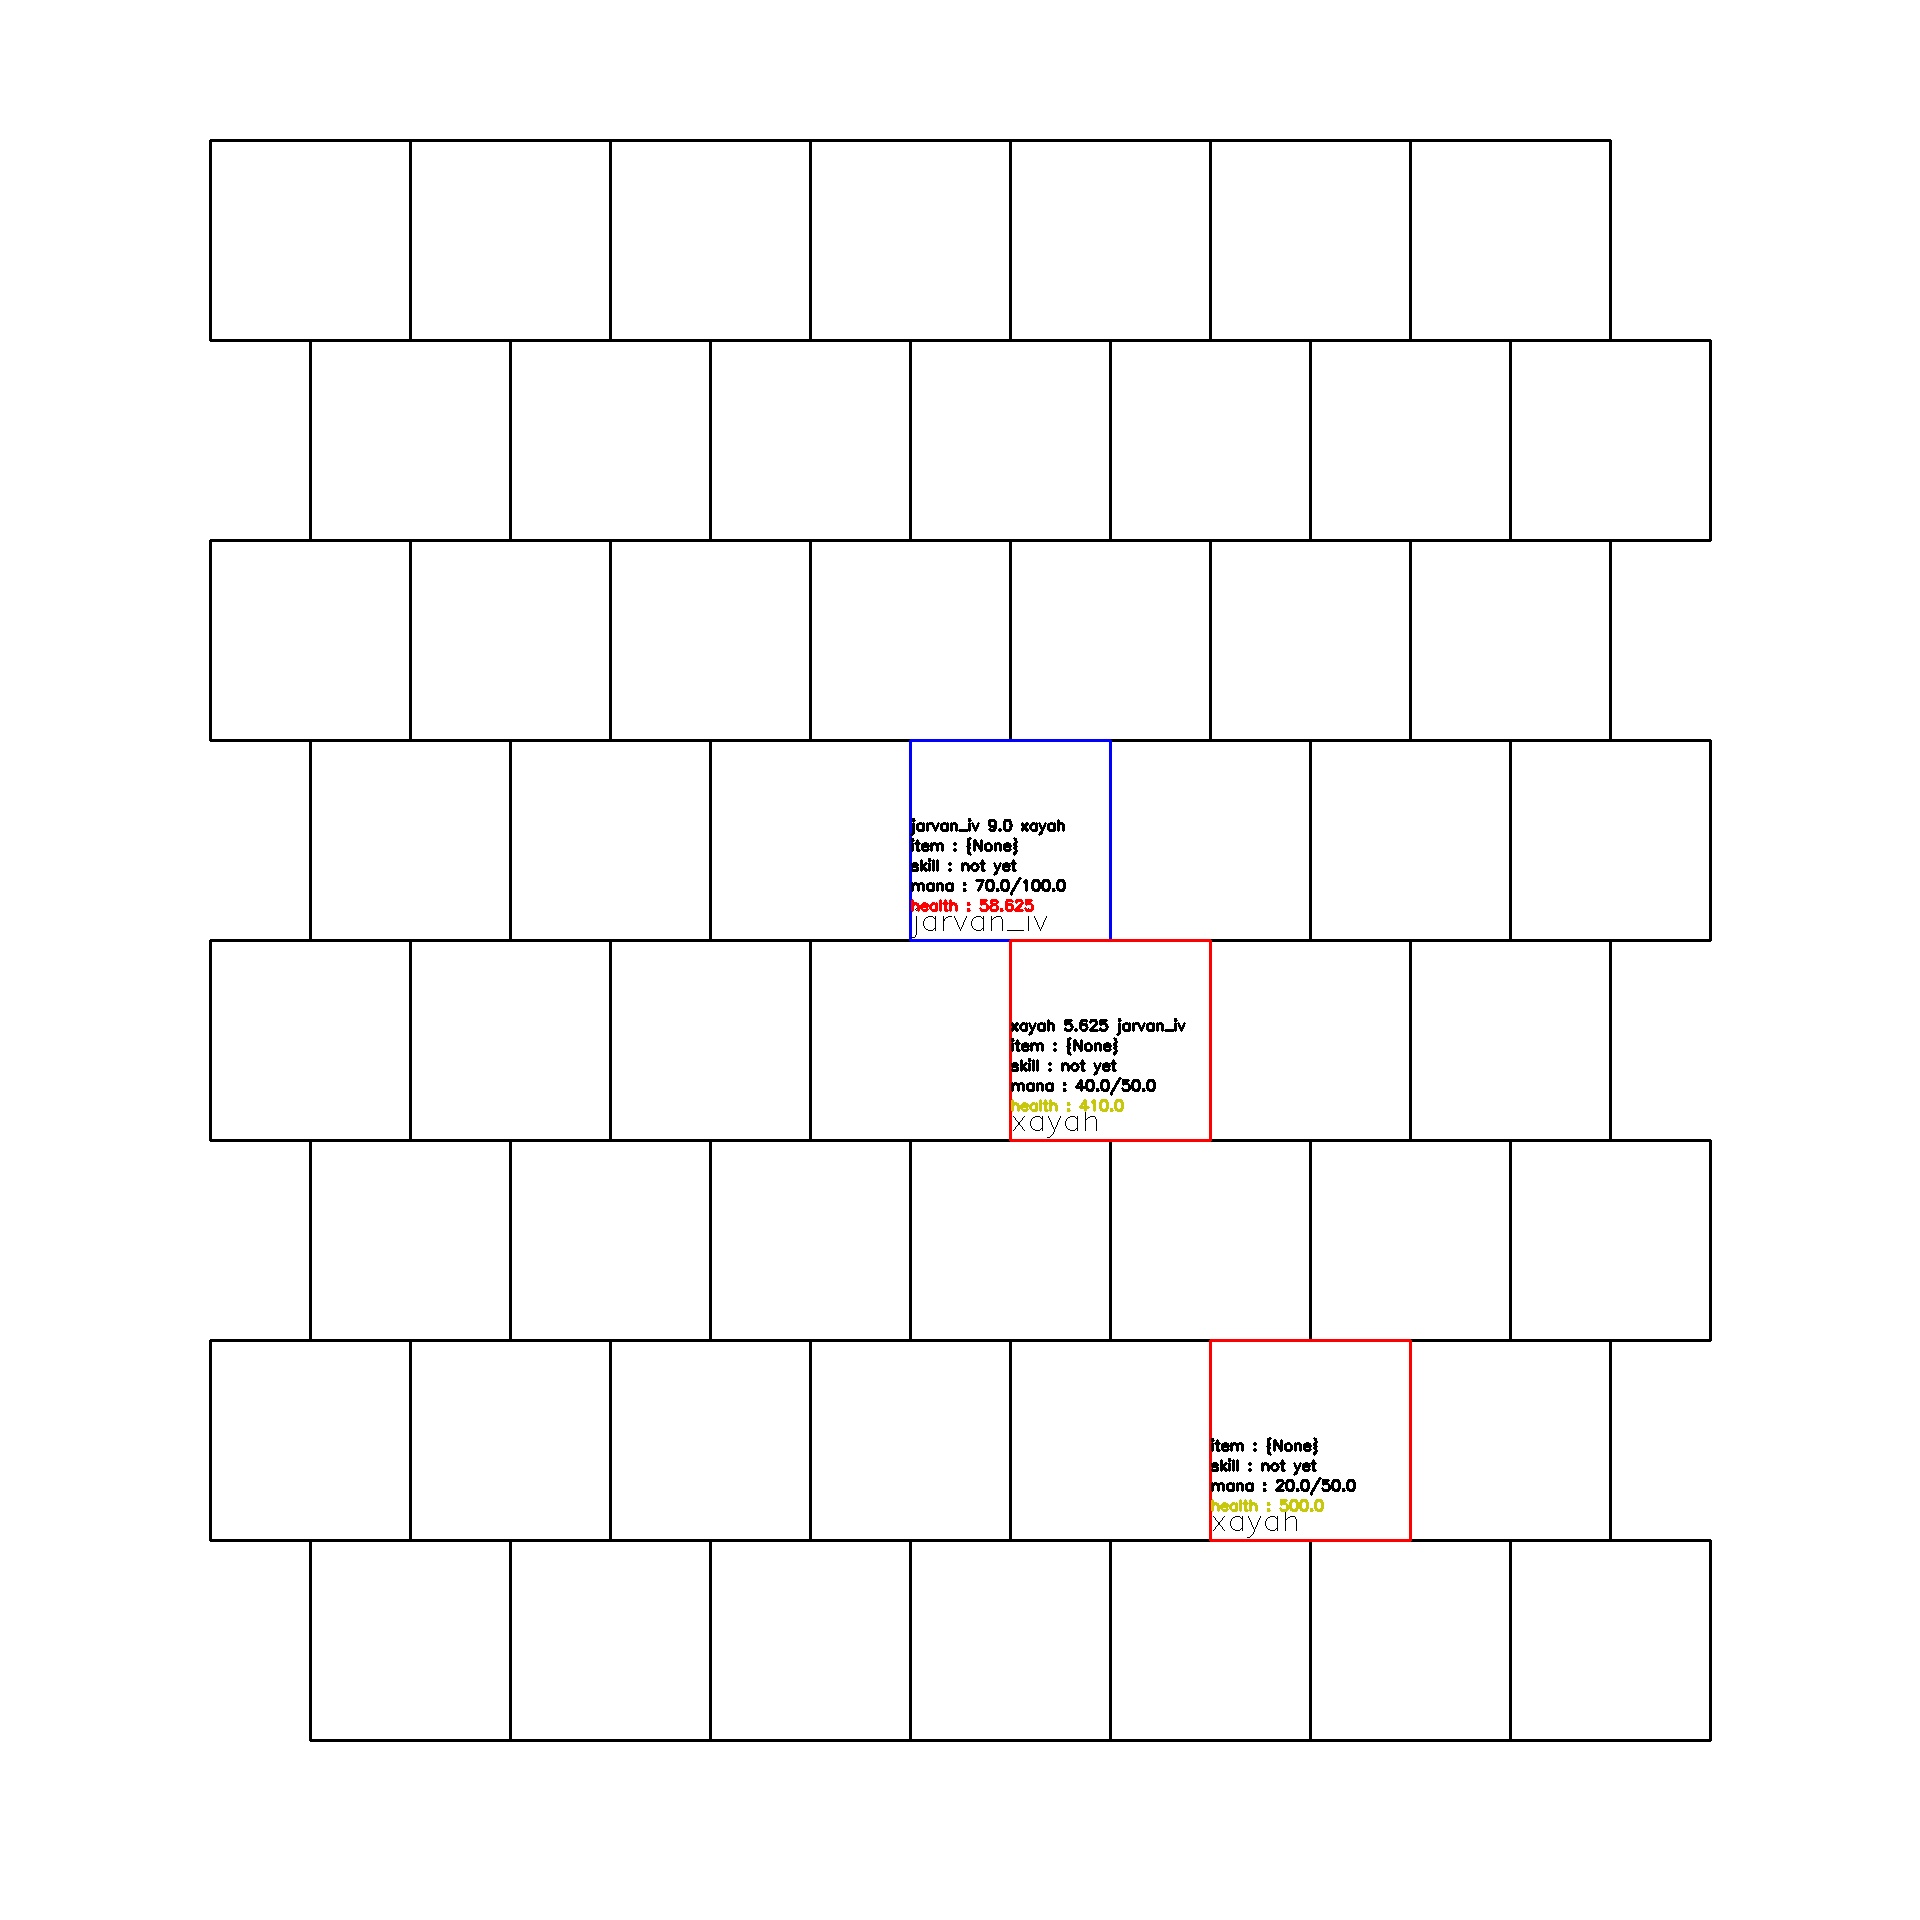 jarvan_iv 9.0 xayah
item : {None}
skill : not yet
mana : 70.0/100.0
health : 58.625
jarvan_iv
xayah 5.625 jarvan_iv
item : {None}
skill : not yet
mana : 40.0/50.0
health : 410.0
xayah
item : {None}
skill : not yet
mana : 20.0/50.0
health : 500.0
xayah